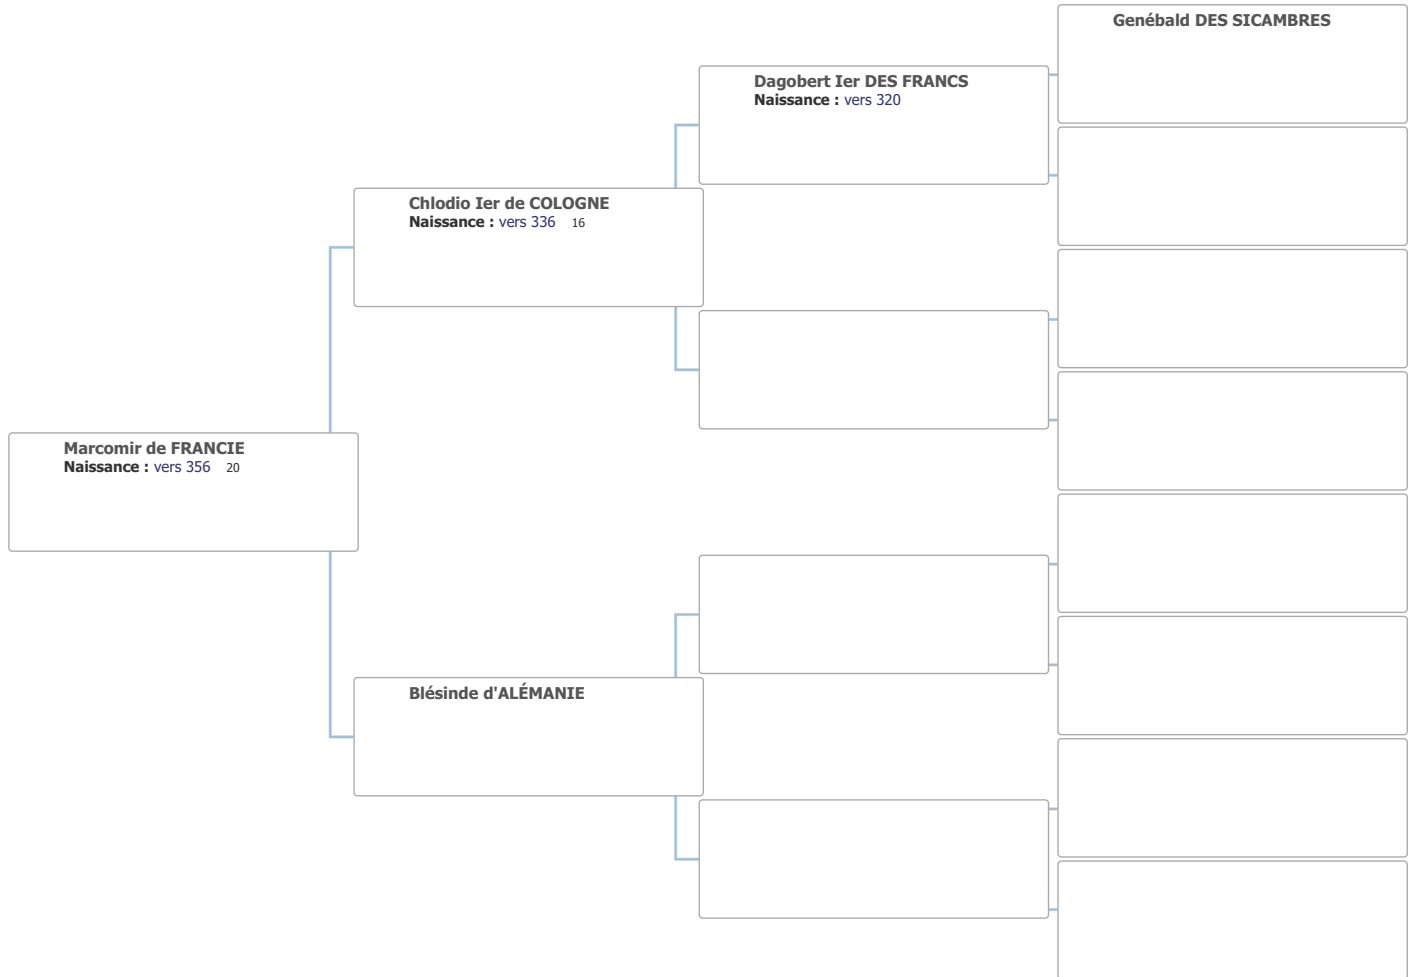 Genébald DES SICAMBRES
Dagobert Ier DES FRANCS
Naissance : vers 320
Chlodio Ier de COLOGNE
Naissance : vers 336 16
Marcomir de FRANCIE
Naissance : vers 356 20
Blésinde d'ALÉMANIE